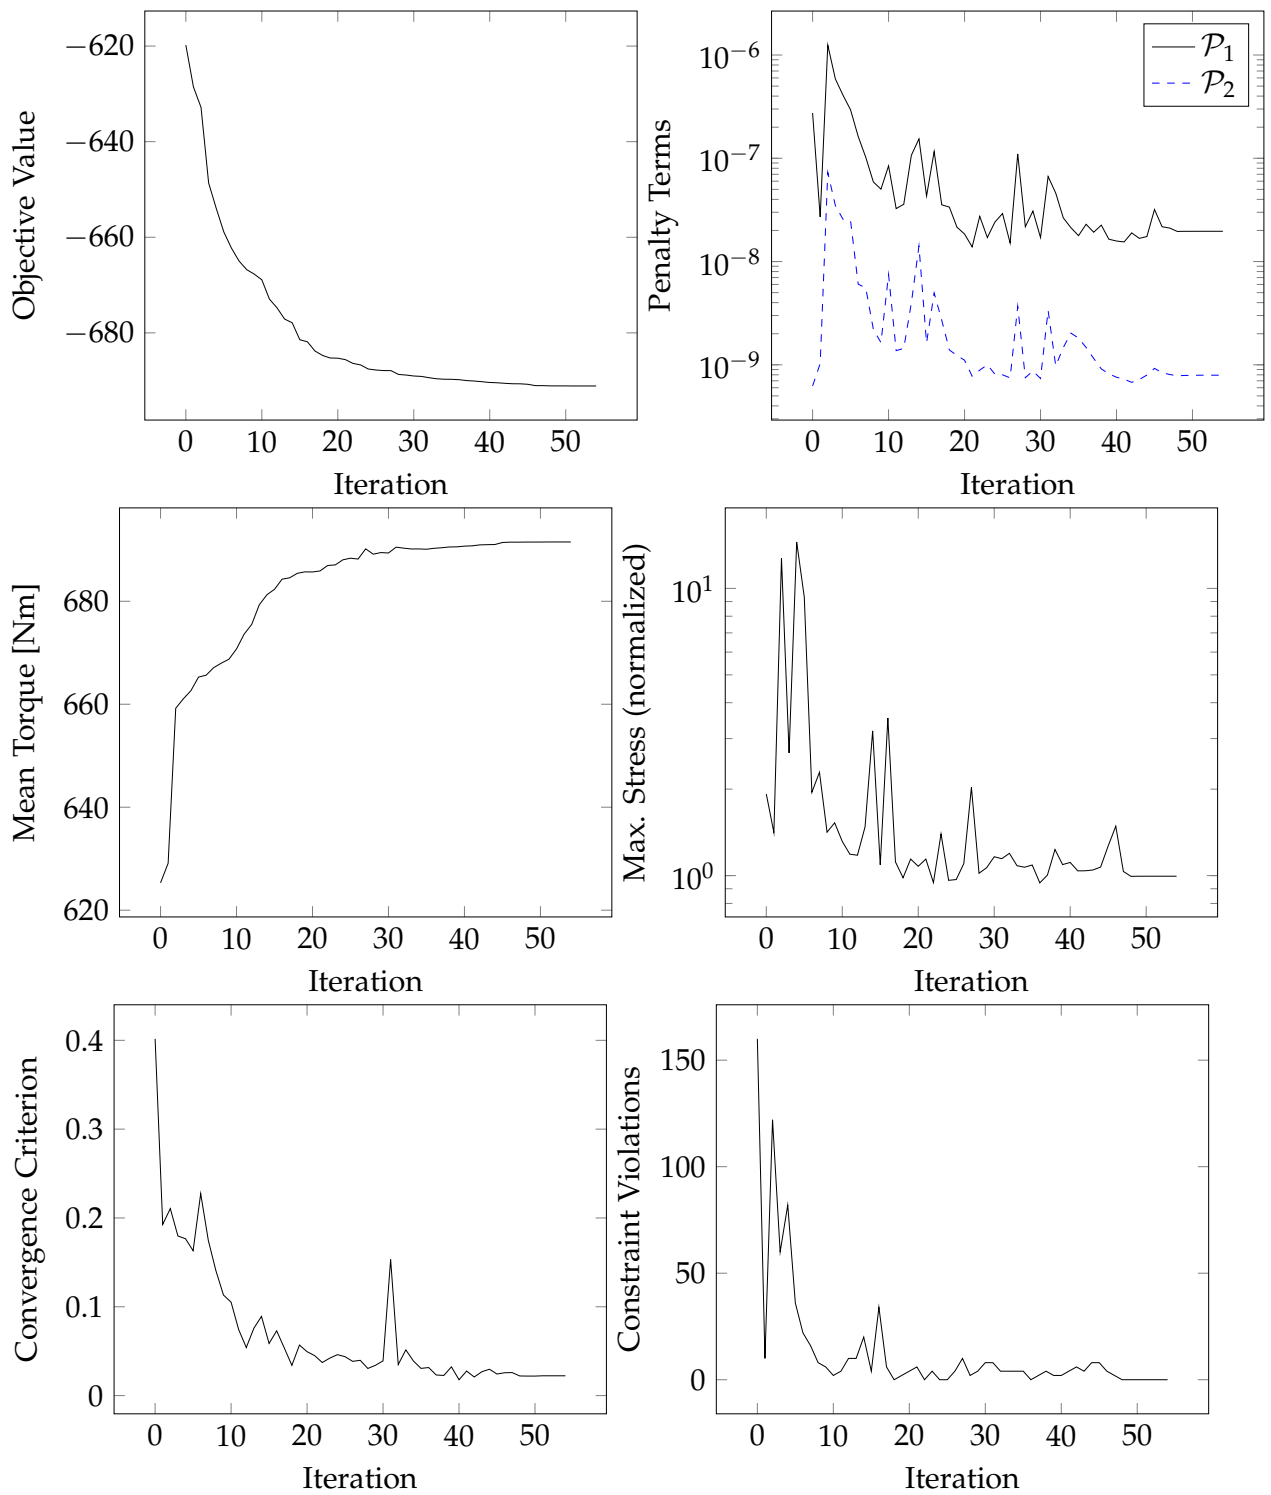 Objective Value
−620
−640
−660
−680
0 10 20 30 40 50
Iteration
Penalty Terms
10⁻⁶
10⁻⁷
10⁻⁸
10⁻⁹
𝒫₁
𝒫₂
0 10 20 30 40 50
Iteration
Mean Torque [Nm]
680
660
640
620
0 10 20 30 40 50
Iteration
Max. Stress (normalized)
10¹
10⁰
0 10 20 30 40 50
Iteration
Convergence Criterion
0.4
0.3
0.2
0.1
0
0 10 20 30 40 50
Iteration
Constraint Violations
150
100
50
0
0 10 20 30 40 50
Iteration